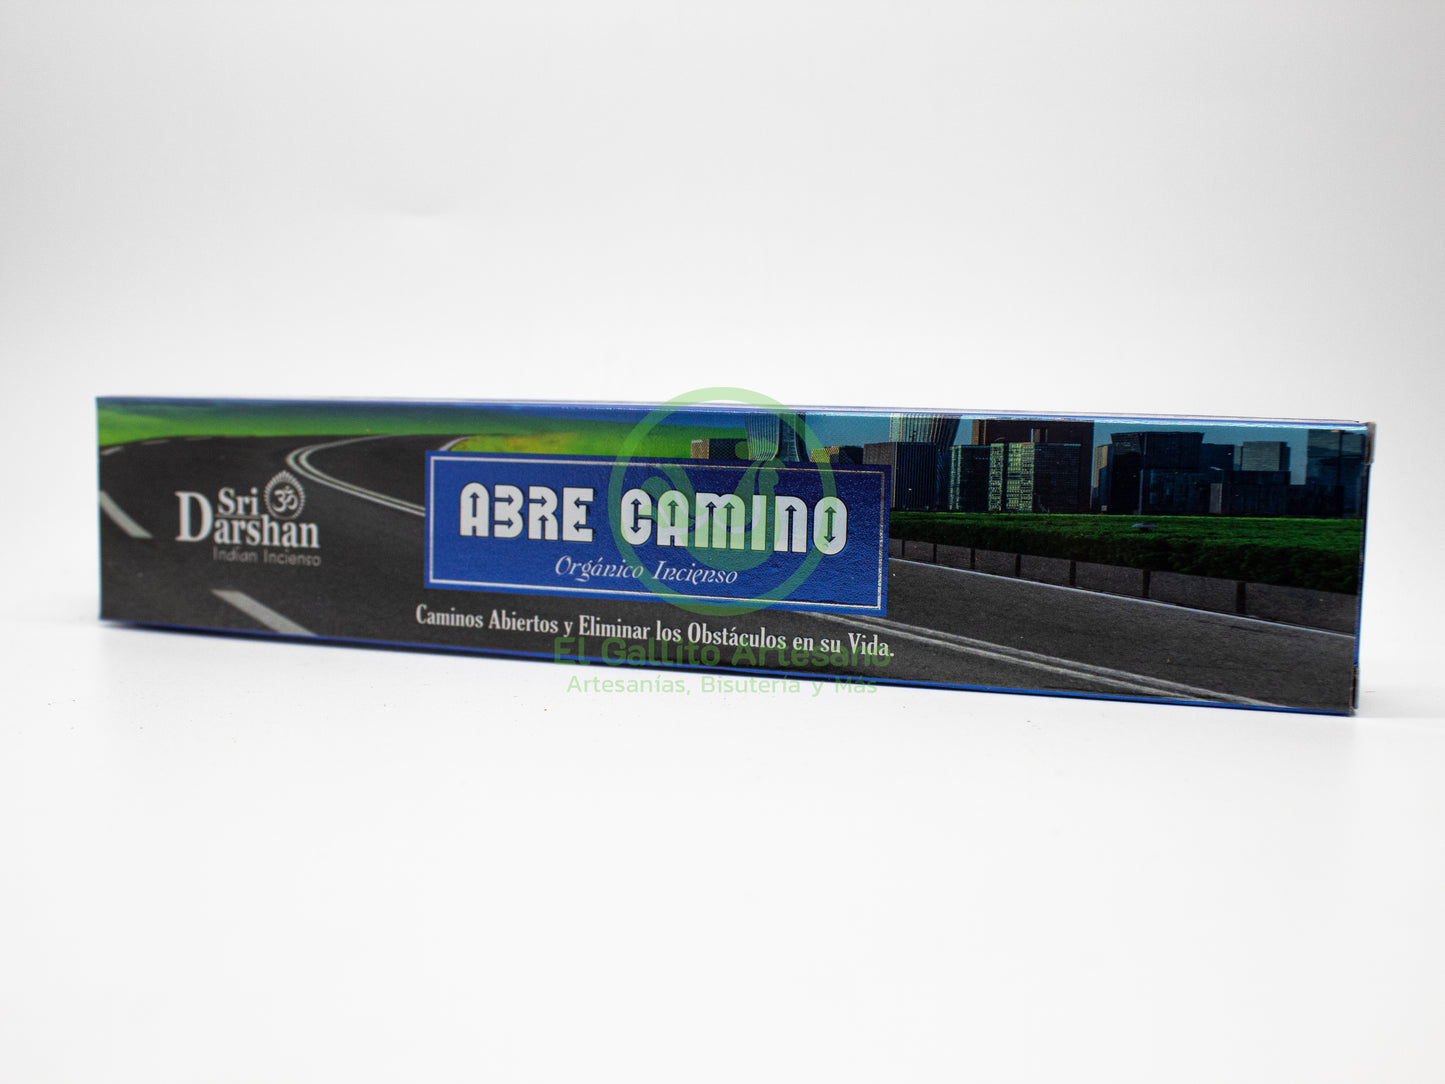 Sri
Darshan
Indian Incienso
ABRE CAMINO
Orgánico Incienso
Caminos Abiertos y Eliminar los Obstáculos en su Vida.
El Gallito Artesano
Artesanías, Bisutería y Más